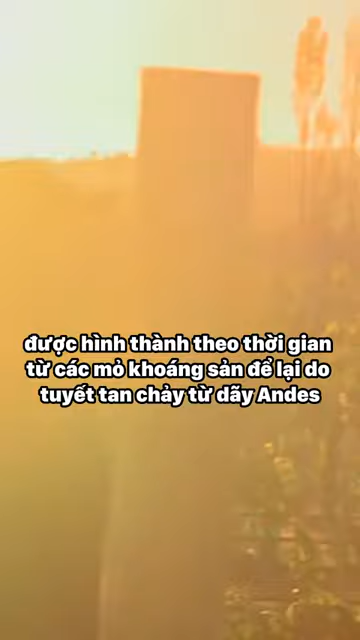 được hình thành theo thời gian
từ các mỏ khoáng sản để lại do
tuyết tan chảy từ dãy Andes